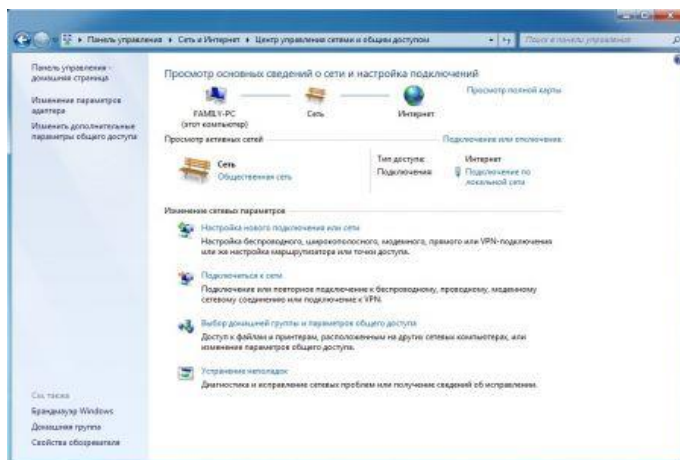 Панель управления ▸ Сеть и Интернет ▸ Центр управления сетями и общим доступом
Поиск в панели управления
Панель управления -
домашняя страница
Изменение параметров
адаптера
Изменить дополнительные
параметры общего доступа
Просмотр основных сведений о сети и настройка подключений
Просмотр полной карты
FAMILY-PC
(этот компьютер)
Сеть
Интернет
Просмотр активных сетей
Подключение или отключение
Сеть
Общественная сеть
Тип доступа: Интернет
Подключения: Подключение по
локальной сети
Изменение сетевых параметров
Настройка нового подключения или сети
Настройка беспроводного, широкополосного, модемного, прямого или VPN-подключения
или же настройка маршрутизатора или точки доступа.
Подключиться к сети
Подключение или повторное подключение к беспроводному, проводному, модемному
сетевому соединению или подключение к VPN.
Выбор домашней группы и параметров общего доступа
Доступ к файлам и принтерам, расположенным на других сетевых компьютерах, или
изменение параметров общего доступа.
Устранение неполадок
Диагностика и исправление сетевых проблем или получение сведений об исправлении.
См. также
Брандмауэр Windows
Домашняя группа
Свойства обозревателя